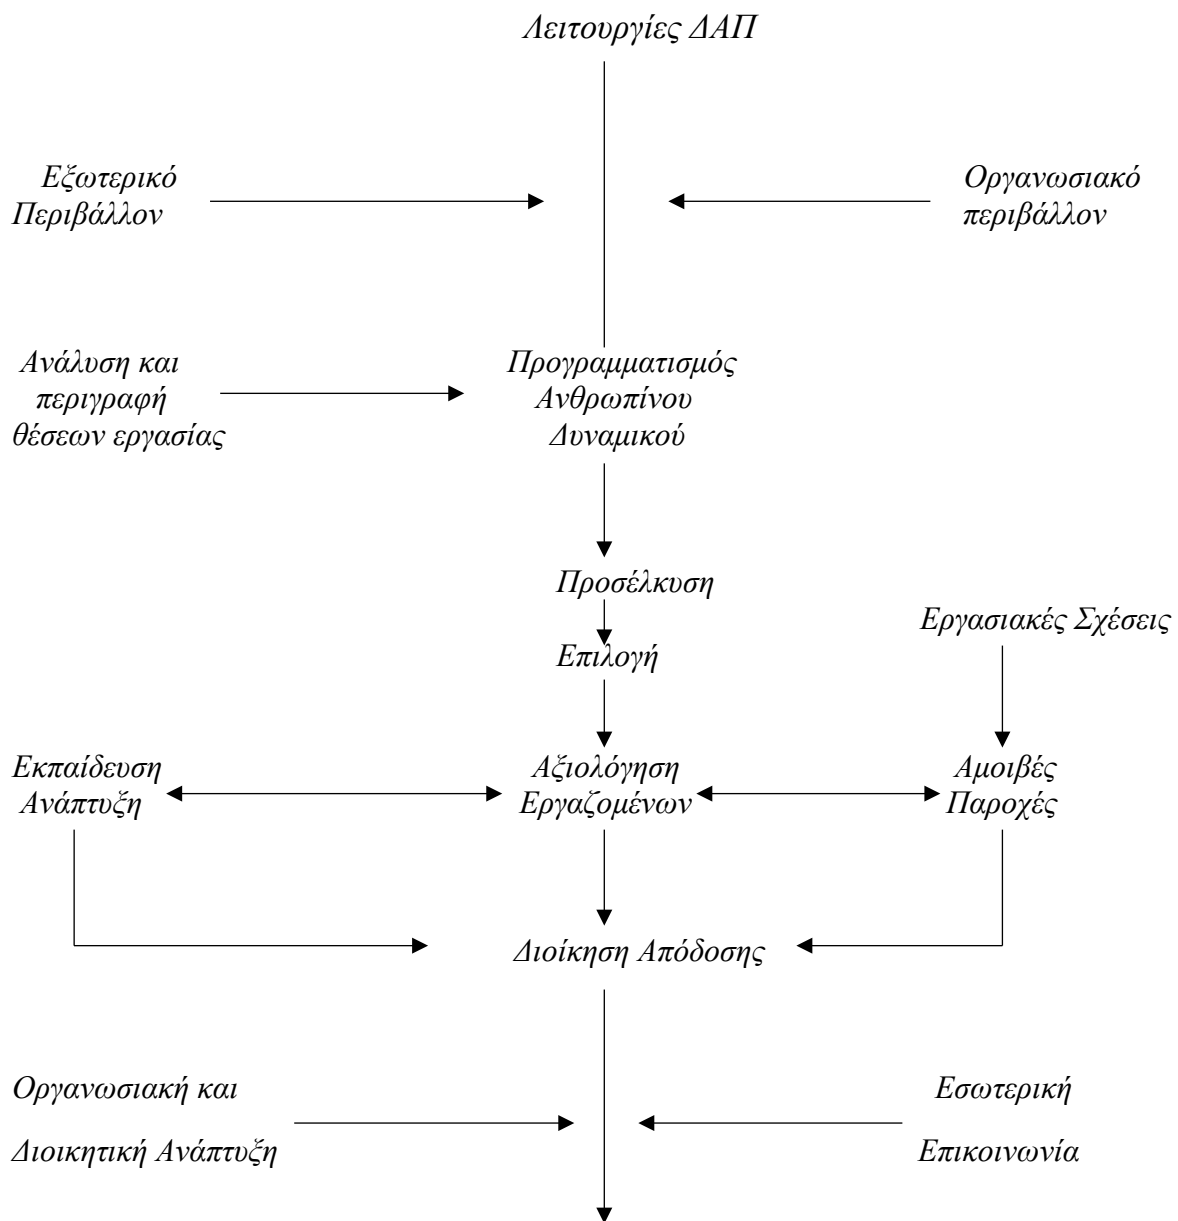 Λειτουργίες ΔΑΠ
Εξωτερικό
Περιβάλλον
Οργανωσιακό
περιβάλλον
Ανάλυση και
περιγραφή
θέσεων εργασίας
Προγραμματισμός
Ανθρωπίνου
Δυναμικού
Προσέλκυση
Εργασιακές Σχέσεις
Επιλογή
Εκπαίδευση
Ανάπτυξη
Αξιολόγηση
Εργαζομένων
Αμοιβές
Παροχές
Διοίκηση Απόδοσης
Οργανωσιακή και
Διοικητική Ανάπτυξη
Εσωτερική
Επικοινωνία